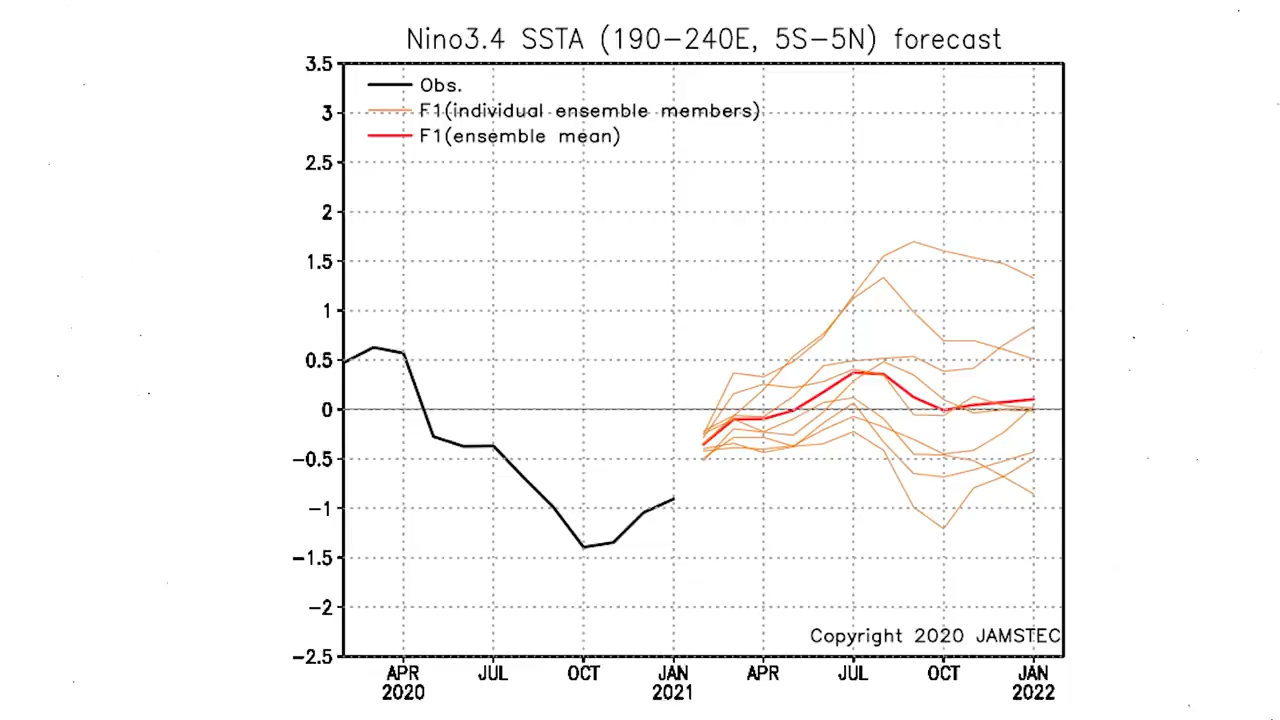 Nino3.4 SSTA (190-240E, 5S-5N) forecast
3.5
3
2.5
2
1.5
1
0.5
0
-0.5
-1
-1.5
-2
-2.5
Obs.
F1(individual ensemble members)
F1(ensemble mean)
Copyright 2020 JAMSTEC
APR JUL OCT JAN APR JUL OCT JAN
2020 2021 2022